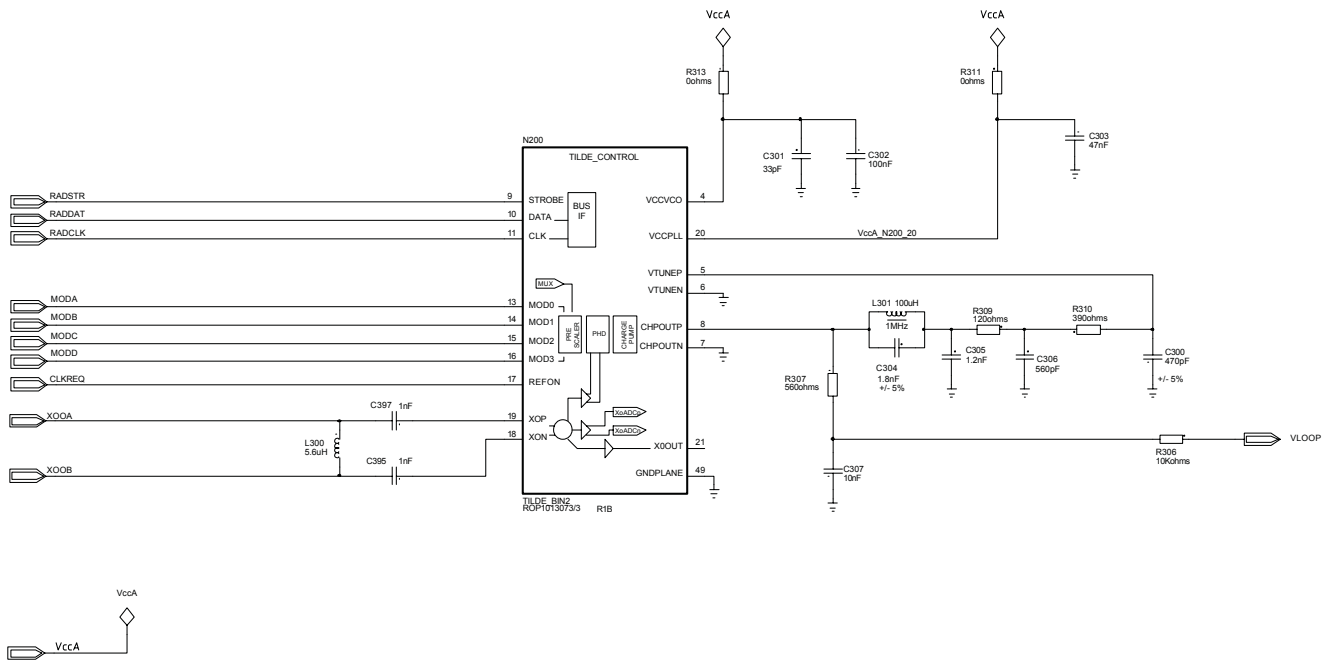 VccA
VccA
R313
0ohms
R311
0ohms
C301
33pF
C302
100nF
C303
47nF
N200
TILDE_CONTROL
RADSTR
9
STROBE
BUS
IF
VCCVCO
4
RADDAT
10
DATA
RADCLK
11
CLK
VCCPLL
20
VccA_N200_20
VTUNEP
5
MUX
VTUNEN
6
MODA
13
MOD0
MODB
14
MOD1
MODC
15
MOD2
MODD
16
MOD3
PRE
SCALER
PHD
CHARGE
PUMP
CHPOUTP
8
CHPOUTN
7
L301 100uH
1MHz
C304
1.8nF
+/- 5%
R309
120ohms
R310
390ohms
C305
1.2nF
C306
560pF
C300
470pF
+/- 5%
CLKREQ
17
REFON
R307
560ohms
XOOA
C397 1nF
19
XOP
XoADCp
18
XON
XoADCn
L300
5.6uH
X0OUT
21
XOOB
C395 1nF
GNDPLANE
49
C307
10nF
R306
10Kohms
VLOOP
TILDE_BIN2
ROP1013073/3
R1B
VccA
VccA